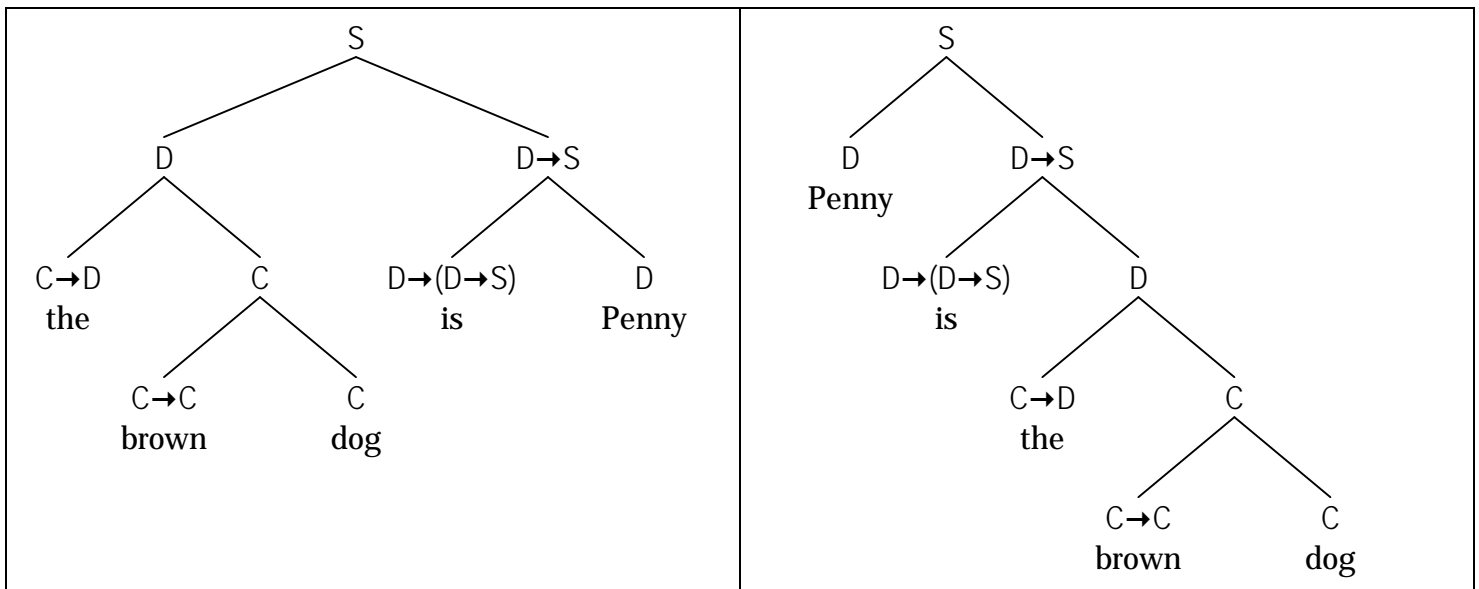 S
D D→S
C→D C D→(D→S) D
the is Penny
C→C C
brown dog
S
D D→S
Penny
D→(D→S) D
is
C→D C
the
C→C C
brown dog